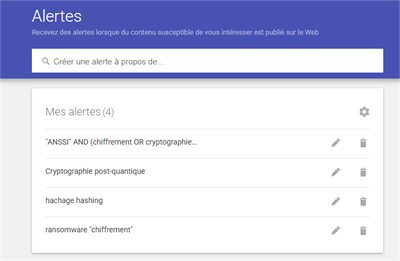 Alertes
Recevez des alertes lorsque du contenu susceptible de vous intéresser est publié sur le Web
Créer une alerte à propos de...
Mes alertes (4)
"ANSSI" AND (chiffrement OR cryptographie...
Cryptographie post-quantique
hachage hashing
ransomware "chiffrement"